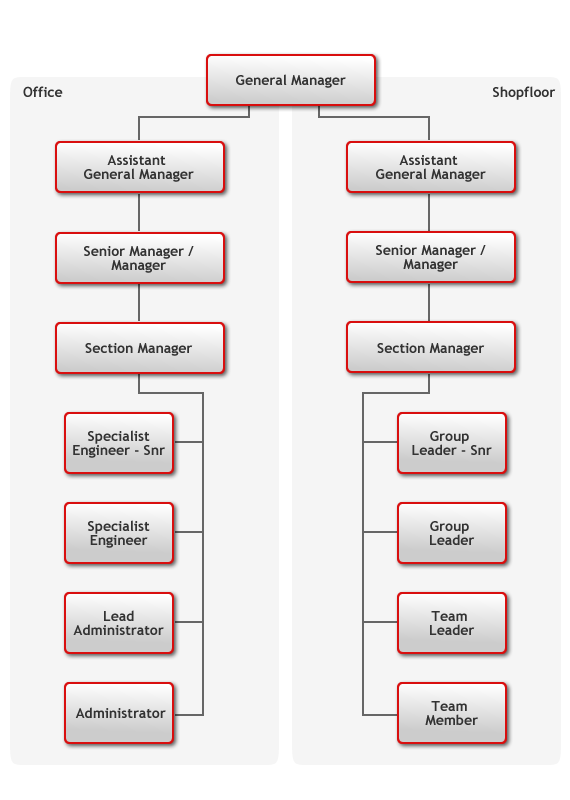 General Manager
Office
Shopfloor
Assistant
General Manager
Senior Manager /
Manager
Section Manager
Specialist
Engineer - Snr
Specialist
Engineer
Lead
Administrator
Administrator
Assistant
General Manager
Senior Manager /
Manager
Section Manager
Group
Leader - Snr
Group
Leader
Team
Leader
Team
Member